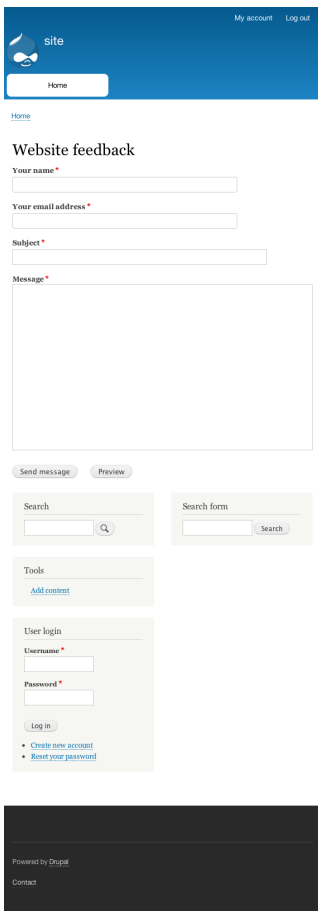 My account Log out
site
Home
Home
Website feedback
Your name *
Your email address *
Subject *
Message *
Send message Preview
Search
Search form
Search
Tools
Add content
User login
Username *
Password *
Log in
Create new account
Reset your password
Powered by Drupal
Contact